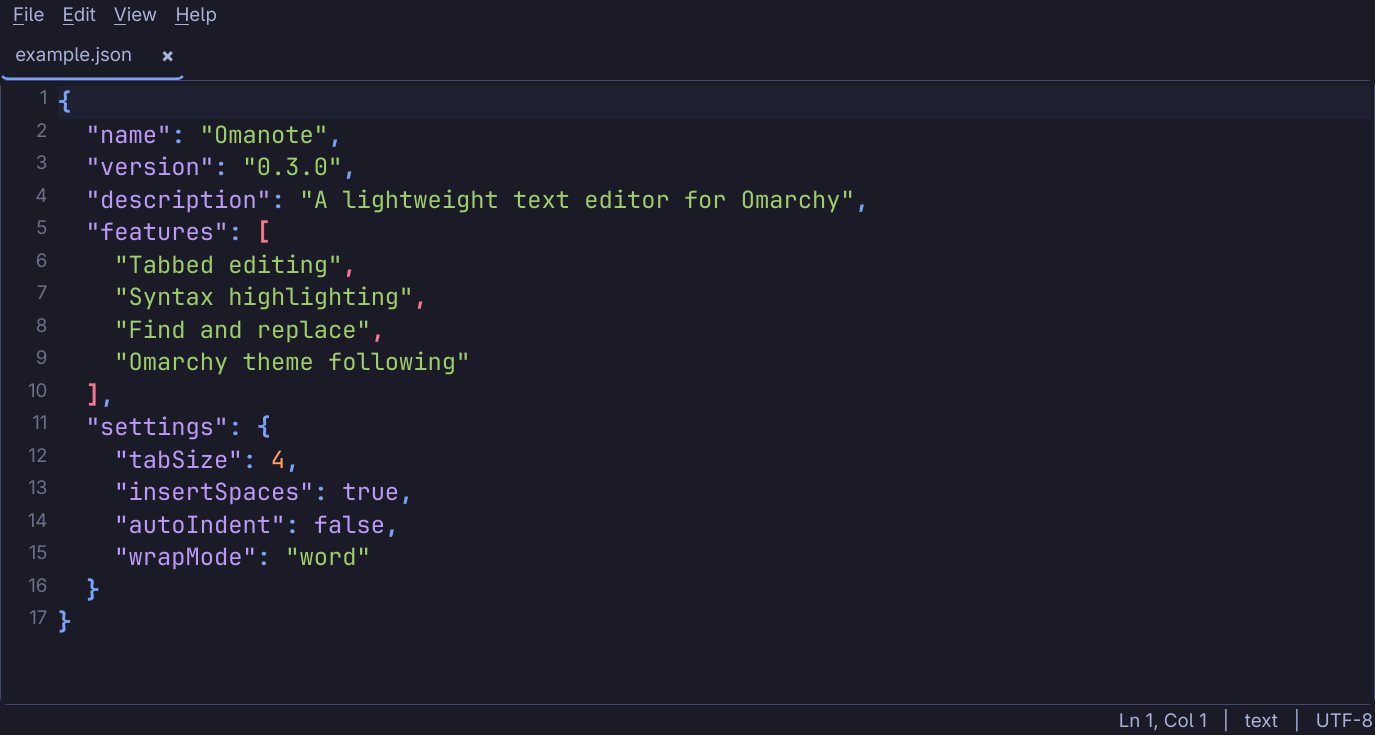 File Edit View Help
example.json ×
1 {
2   "name": "Omanote",
3   "version": "0.3.0",
4   "description": "A lightweight text editor for Omarchy",
5   "features": [
6     "Tabbed editing",
7     "Syntax highlighting",
8     "Find and replace",
9     "Omarchy theme following"
10   ],
11   "settings": {
12     "tabSize": 4,
13     "insertSpaces": true,
14     "autoIndent": false,
15     "wrapMode": "word"
16   }
17 }
Ln 1, Col 1 | text | UTF-8